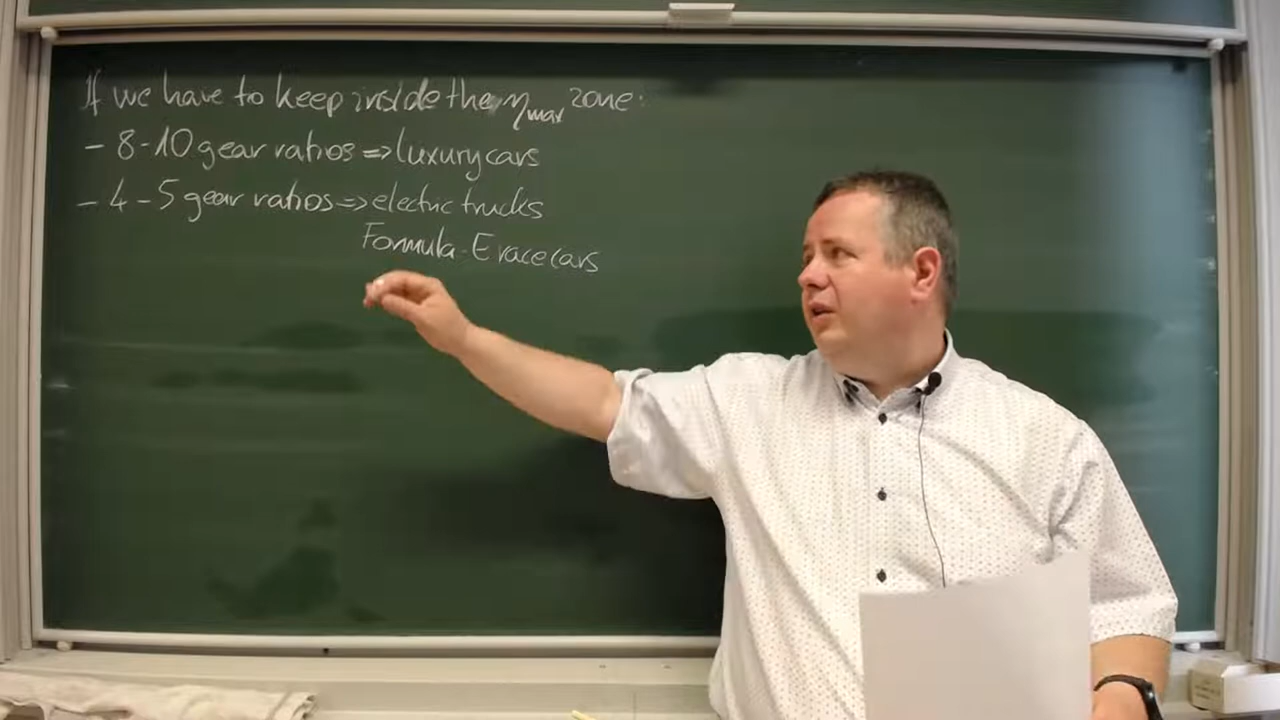 If we have to keep inside the ηmax zone:
- 8-10 gear ratios => luxury cars
- 4-5 gear ratios => electric trucks
Formula-E race cars